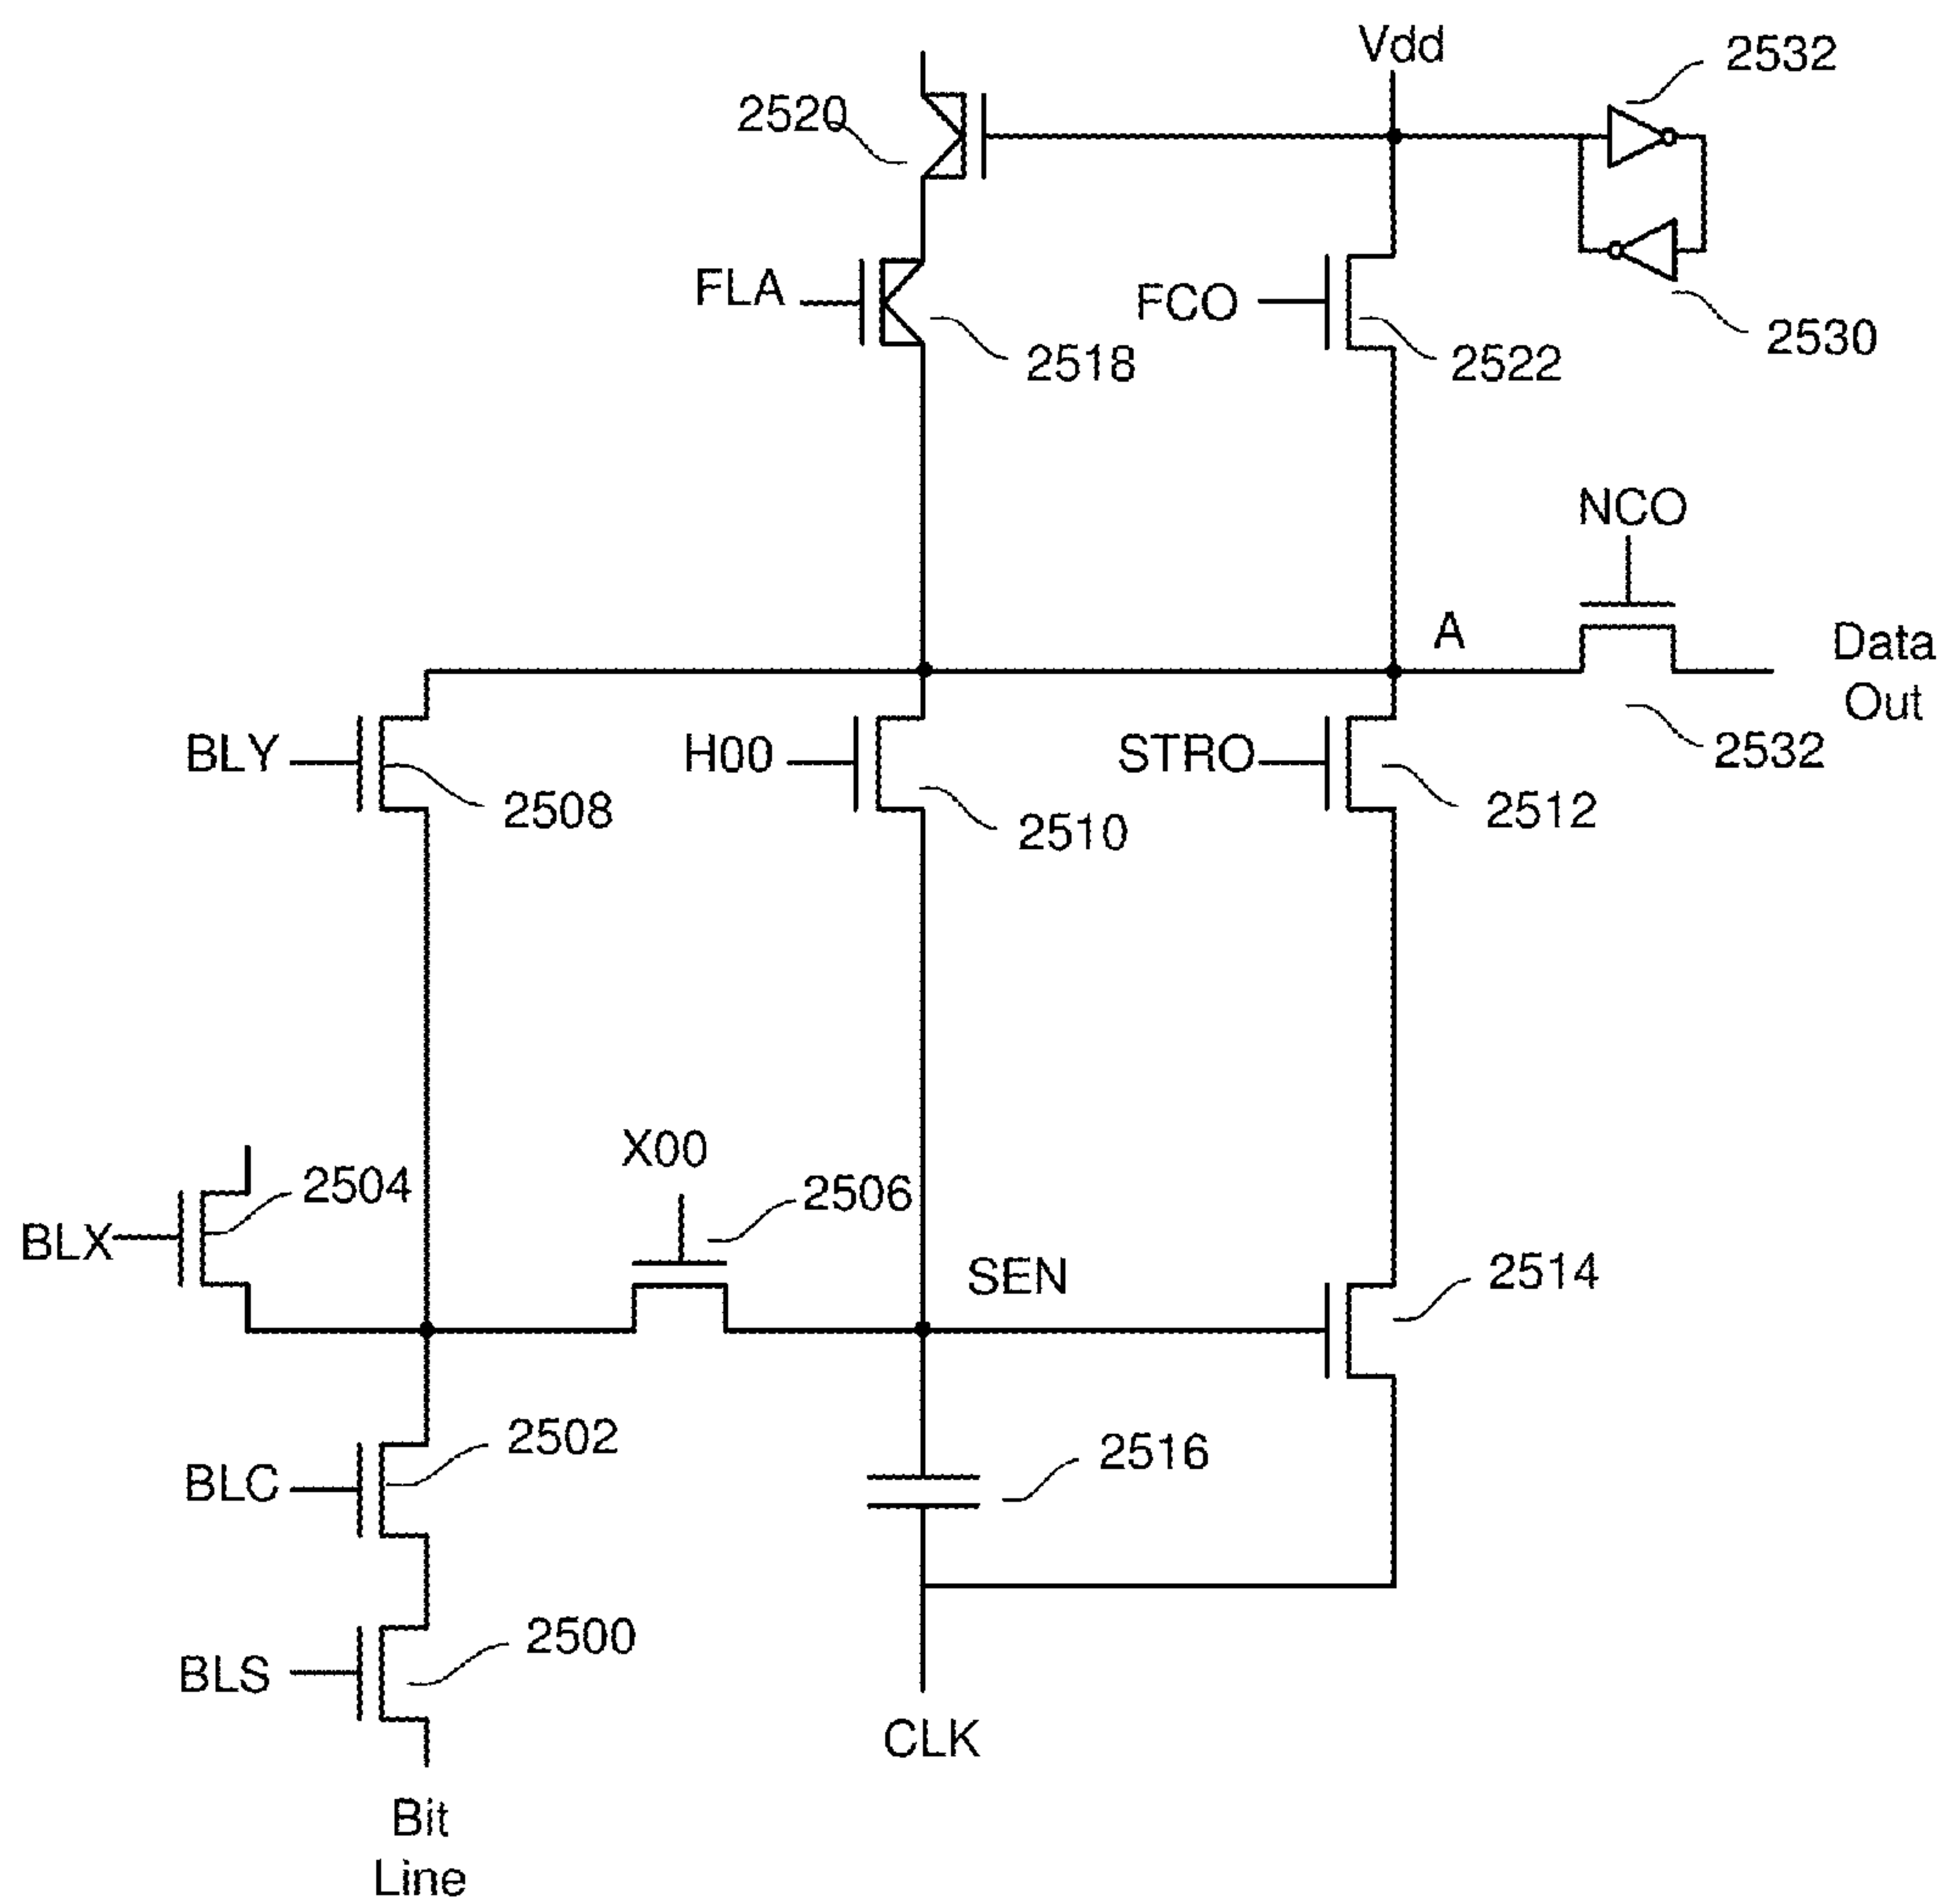 Vdd
2532
2520
FLA
FCO
2530
2518
2522
NCO
A
Data
Out
BLY
H00
STRO
2532
2508
2510
2512
X00
2504
2506
BLX
SEN
2514
2502
BLC
2516
2500
BLS
CLK
Bit
Line